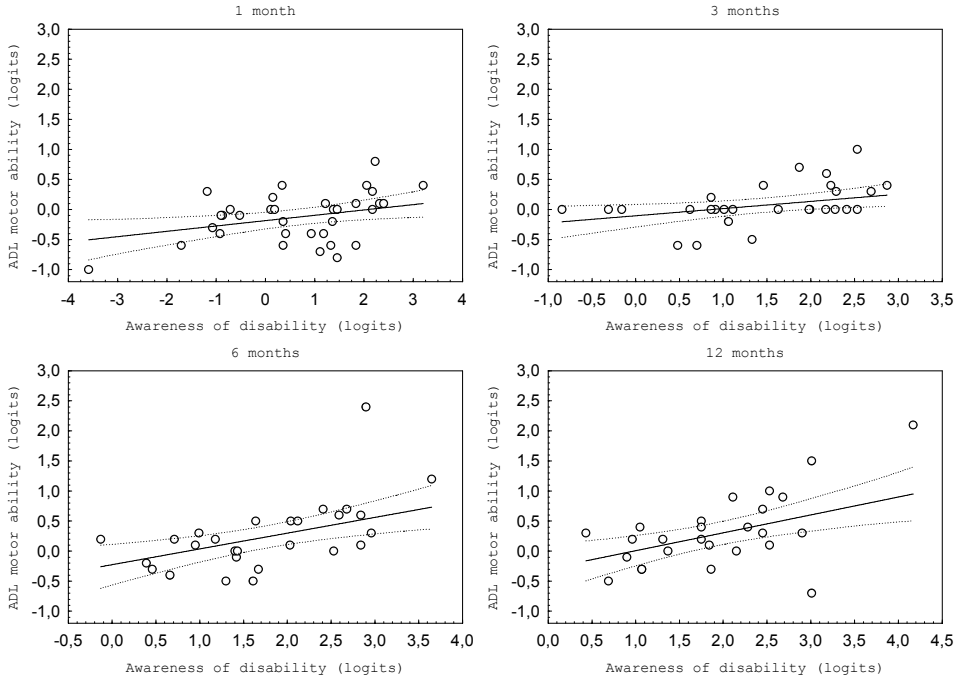 1 month
3 months
ADL motor ability (logits)
3,0
2,5
2,0
1,5
1,0
0,5
0,0
-0,5
-1,0
-4 -3 -2 -1 0 1 2 3 4
Awareness of disability (logits)
ADL motor ability (logits)
3,0
2,5
2,0
1,5
1,0
0,5
0,0
-0,5
-1,0
-1,0 -0,5 0,0 0,5 1,0 1,5 2,0 2,5 3,0 3,5
Awareness of disability (logits)
6 months
12 months
ADL motor ability (logits)
3,0
2,5
2,0
1,5
1,0
0,5
0,0
-0,5
-1,0
-0,5 0,0 0,5 1,0 1,5 2,0 2,5 3,0 3,5 4,0
Awareness of disability (logits)
ADL motor ability (logits)
3,0
2,5
2,0
1,5
1,0
0,5
0,0
-0,5
-1,0
0,0 0,5 1,0 1,5 2,0 2,5 3,0 3,5 4,0 4,5
Awareness of disability (logits)